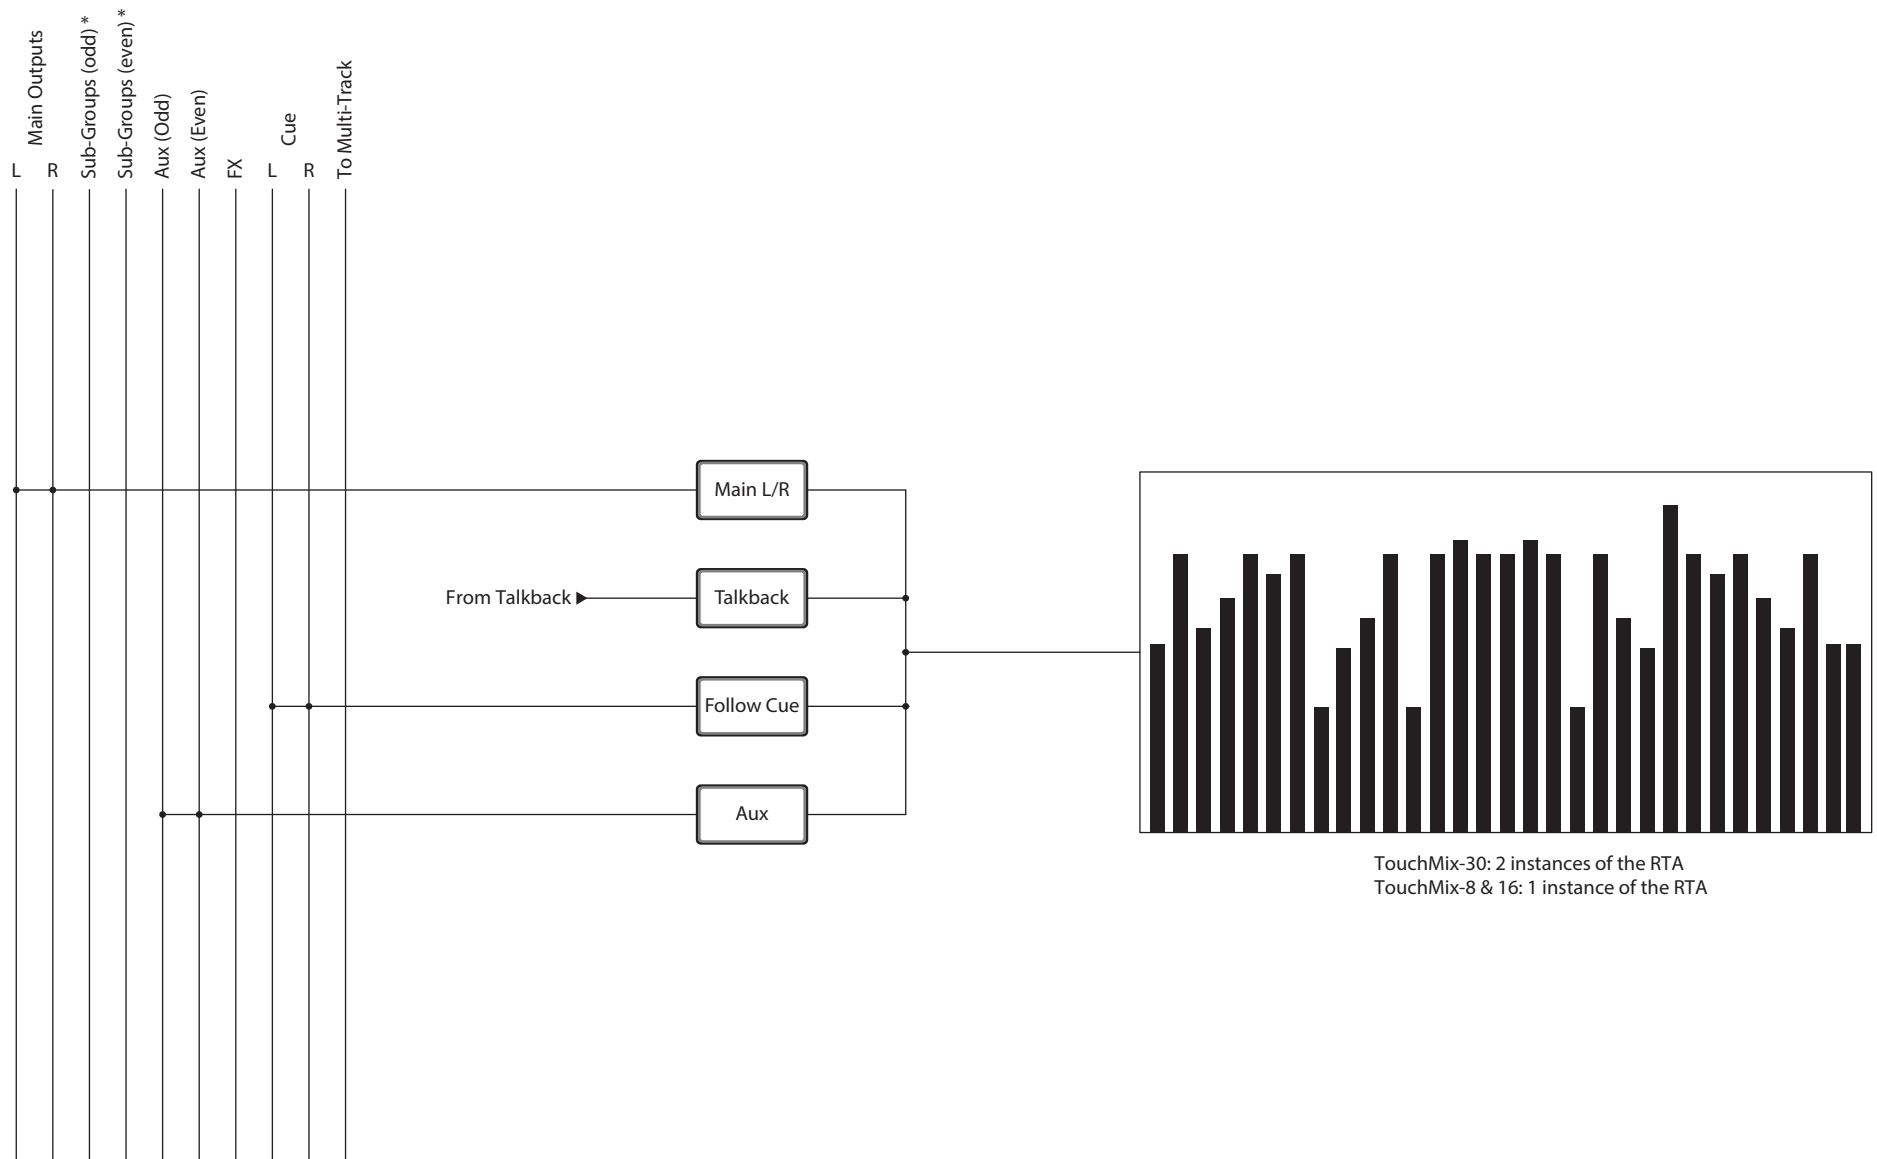 Main Outputs
L
R
Sub-Groups (odd) *
Sub-Groups (even) *
Aux (Odd)
Aux (Even)
FX
Cue
L
R
To Multi-Track
Main L/R
From Talkback
Talkback
Follow Cue
Aux
TouchMix-30: 2 instances of the RTA
TouchMix-8 & 16: 1 instance of the RTA